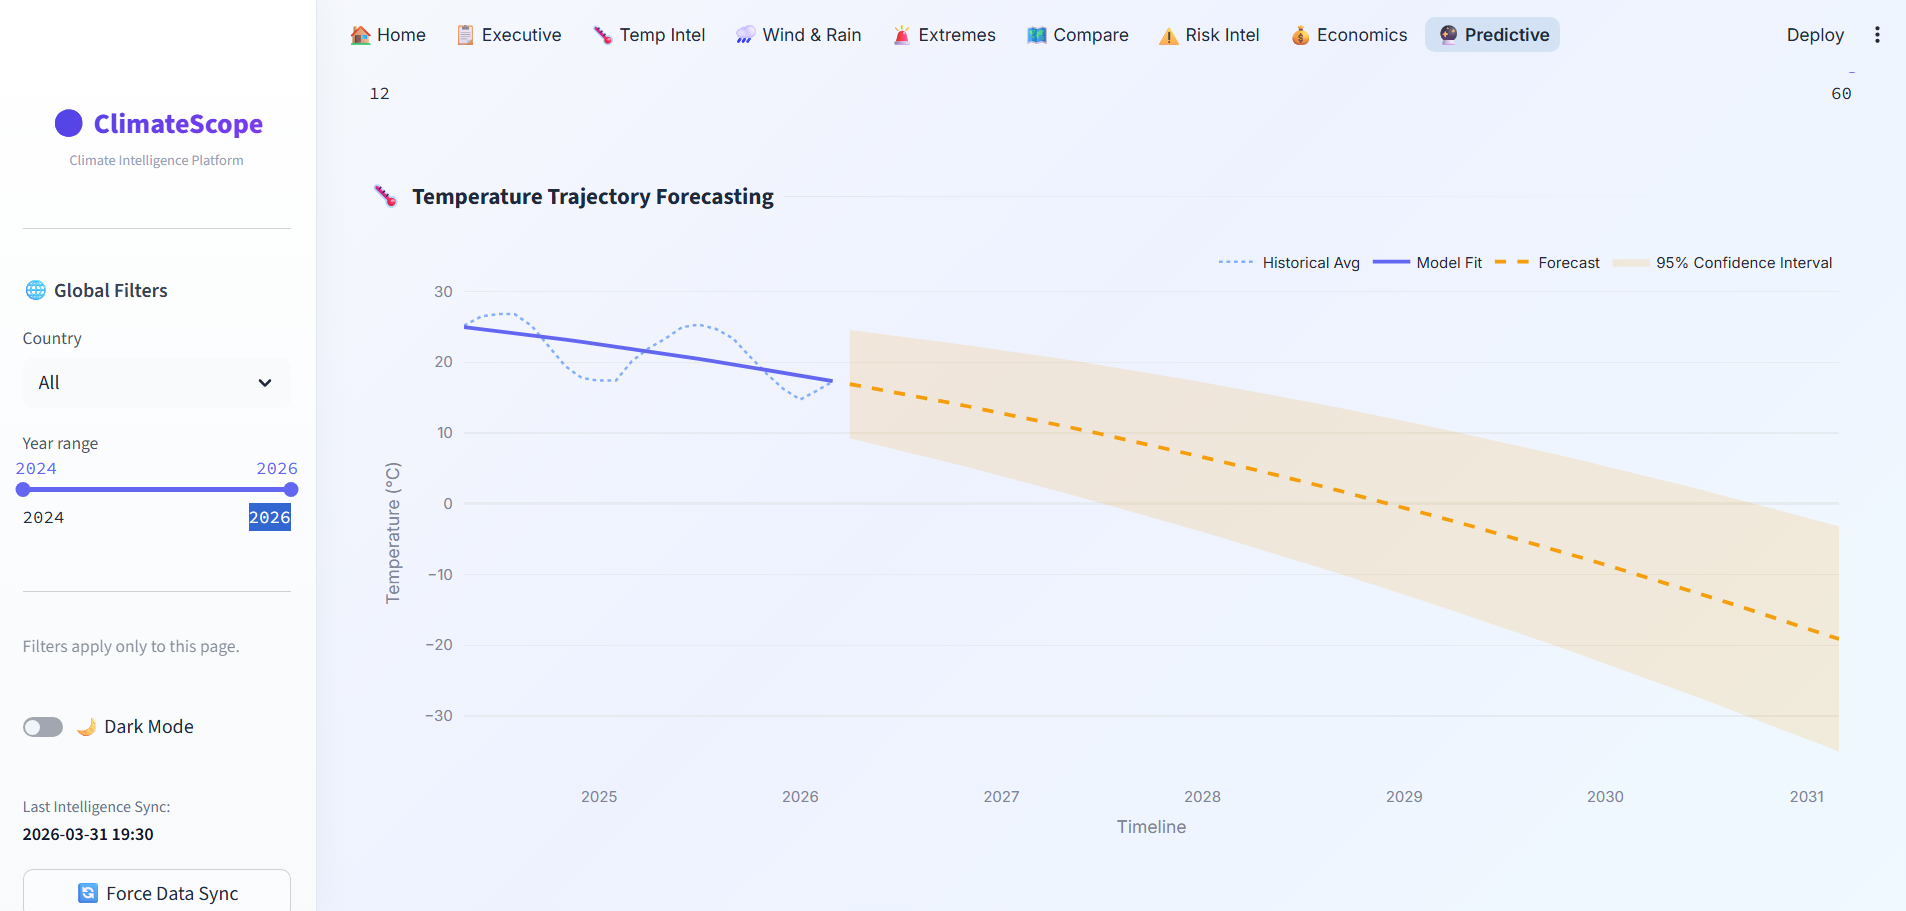 Home
Executive
Temp Intel
Wind & Rain
Extremes
Compare
Risk Intel
Economics
Predictive
Deploy
ClimateScope
Climate Intelligence Platform
Global Filters
Country
All
Year range
2024
2026
2024
2026
Filters apply only to this page.
Dark Mode
Last Intelligence Sync:
2026-03-31 19:30
Force Data Sync
12
60
Temperature Trajectory Forecasting
Historical Avg
Model Fit
Forecast
95% Confidence Interval
30
20
10
0
−10
−20
−30
Temperature (°C)
2025
2026
2027
2028
2029
2030
2031
Timeline